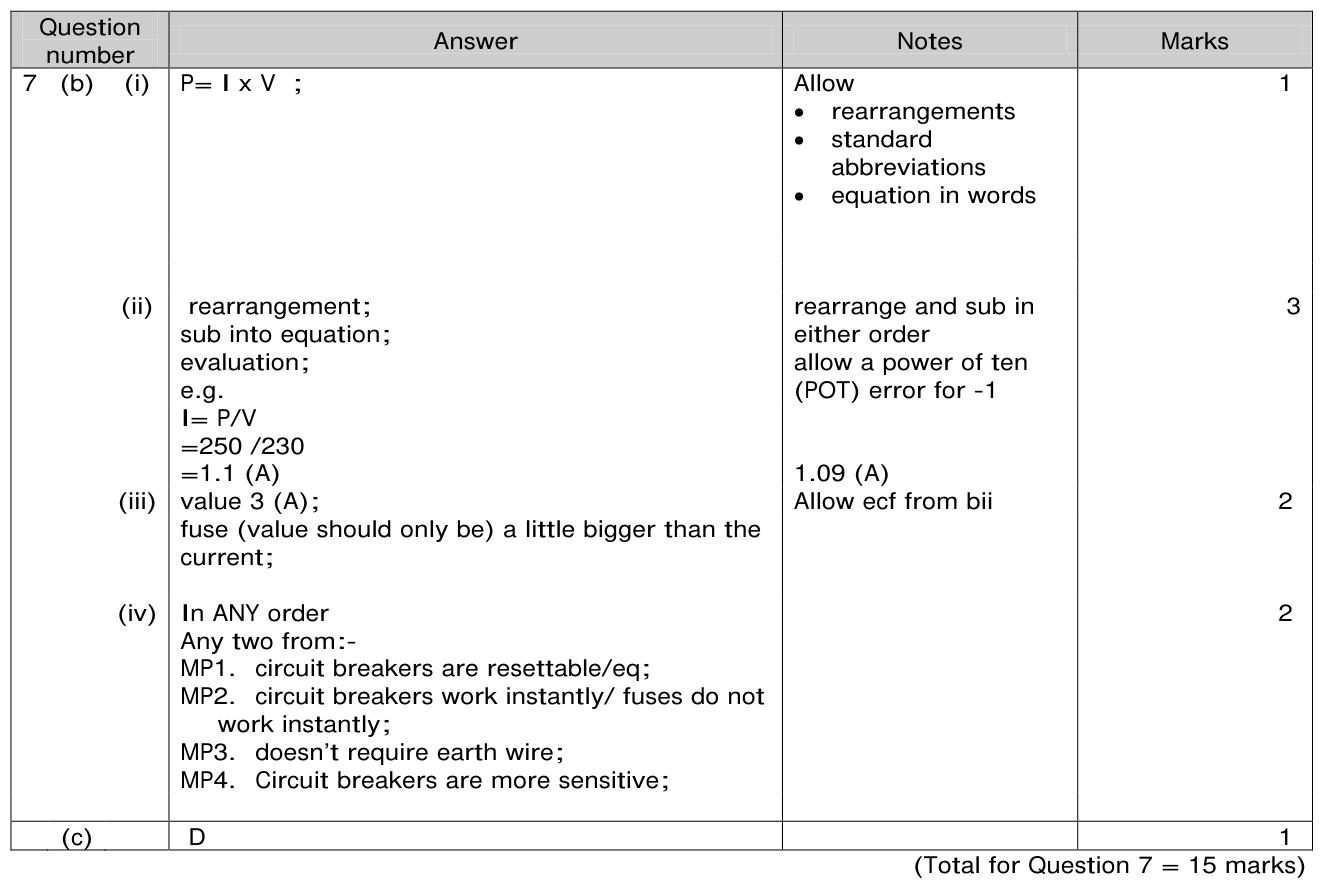 Question number Answer Notes Marks
7 (b) (i) P= I x V ; Allow 1
• rearrangements
• standard
abbreviations
• equation in words
(ii) rearrangement; rearrange and sub in 3
sub into equation; either order
evaluation; allow a power of ten
e.g. (POT) error for -1
I= P/V
=250 /230
=1.1 (A) 1.09 (A)
(iii) value 3 (A); Allow ecf from bii 2
fuse (value should only be) a little bigger than the
current;
(iv) In ANY order 2
Any two from:-
MP1. circuit breakers are resettable/eq;
MP2. circuit breakers work instantly/ fuses do not
work instantly;
MP3. doesn't require earth wire;
MP4. Circuit breakers are more sensitive;
(c) D 1
(Total for Question 7 = 15 marks)